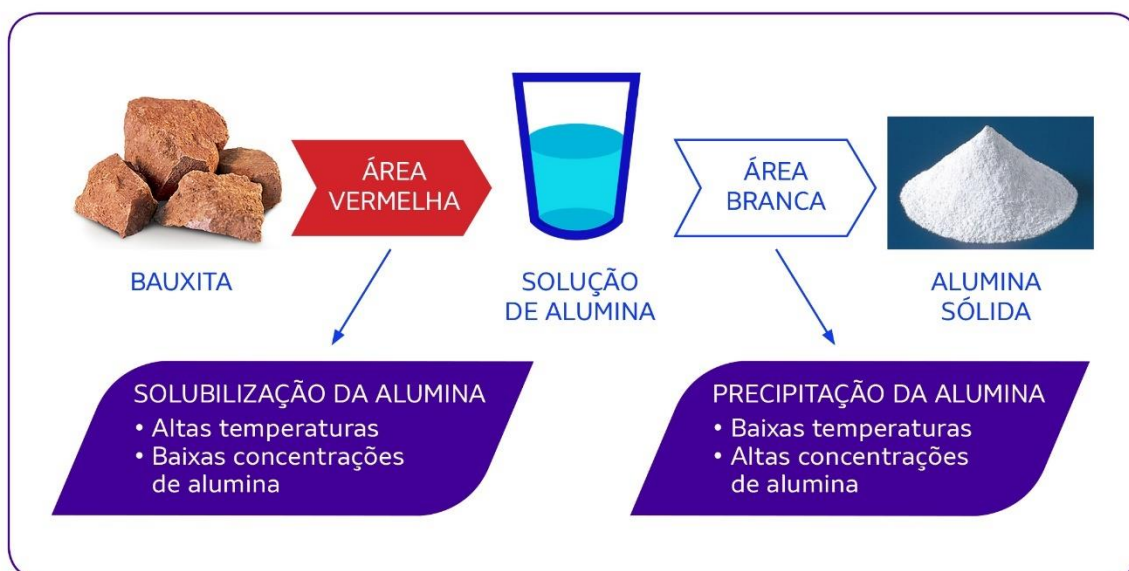 ÁREA
VERMELHA
ÁREA
BRANCA
BAUXITA
SOLUÇÃO
DE ALUMINA
ALUMINA
SÓLIDA
SOLUBILIZAÇÃO DA ALUMINA
• Altas temperaturas
• Baixas concentrações
de alumina
PRECIPITAÇÃO DA ALUMINA
• Baixas temperaturas
• Altas concentrações
de alumina